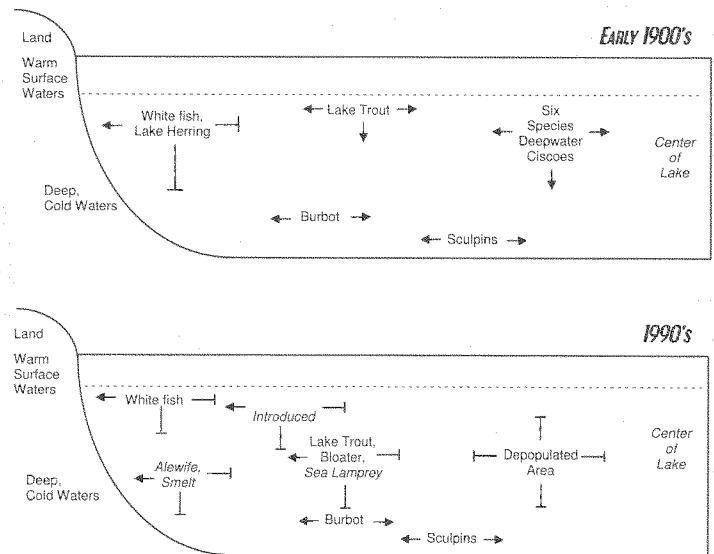 EARLY 1900's
Land
Warm
Surface
Waters
White fish,
Lake Herring
Lake Trout
Six
Species
Deepwater
Ciscoes
Center
of
Lake
Deep,
Cold Waters
Burbot
Sculpins
1990's
Land
Warm
Surface
Waters
White fish
Introduced
Lake Trout,
Bloater,
Sea Lamprey
Alewife,
Smelt
Depopulated
Area
Center
of
Lake
Deep,
Cold Waters
Burbot
Sculpins